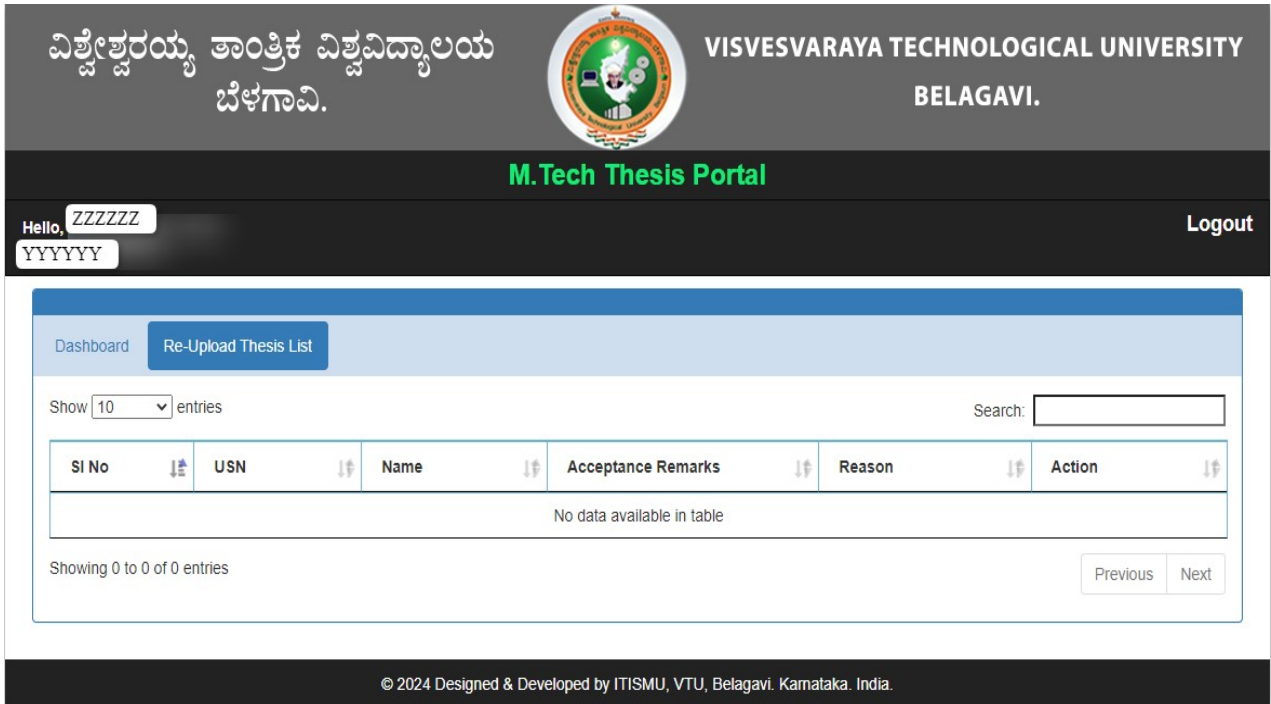 ವಿಶ್ವೇಶ್ವರಯ್ಯ ತಾಂತ್ರಿಕ ವಿಶ್ವವಿದ್ಯಾಲಯ
ಬೆಳಗಾವಿ.
VISVESVARAYA TECHNOLOGICAL UNIVERSITY
BELAGAVI.
M.Tech Thesis Portal
Hello, ZZZZZZ
YYYYYY
Logout
Dashboard Re-Upload Thesis List
Show 10 entries Search:
Sl No USN Name Acceptance Remarks Reason Action
No data available in table
Showing 0 to 0 of 0 entries Previous Next
© 2024 Designed & Developed by ITISMU, VTU, Belagavi. Karnataka. India.